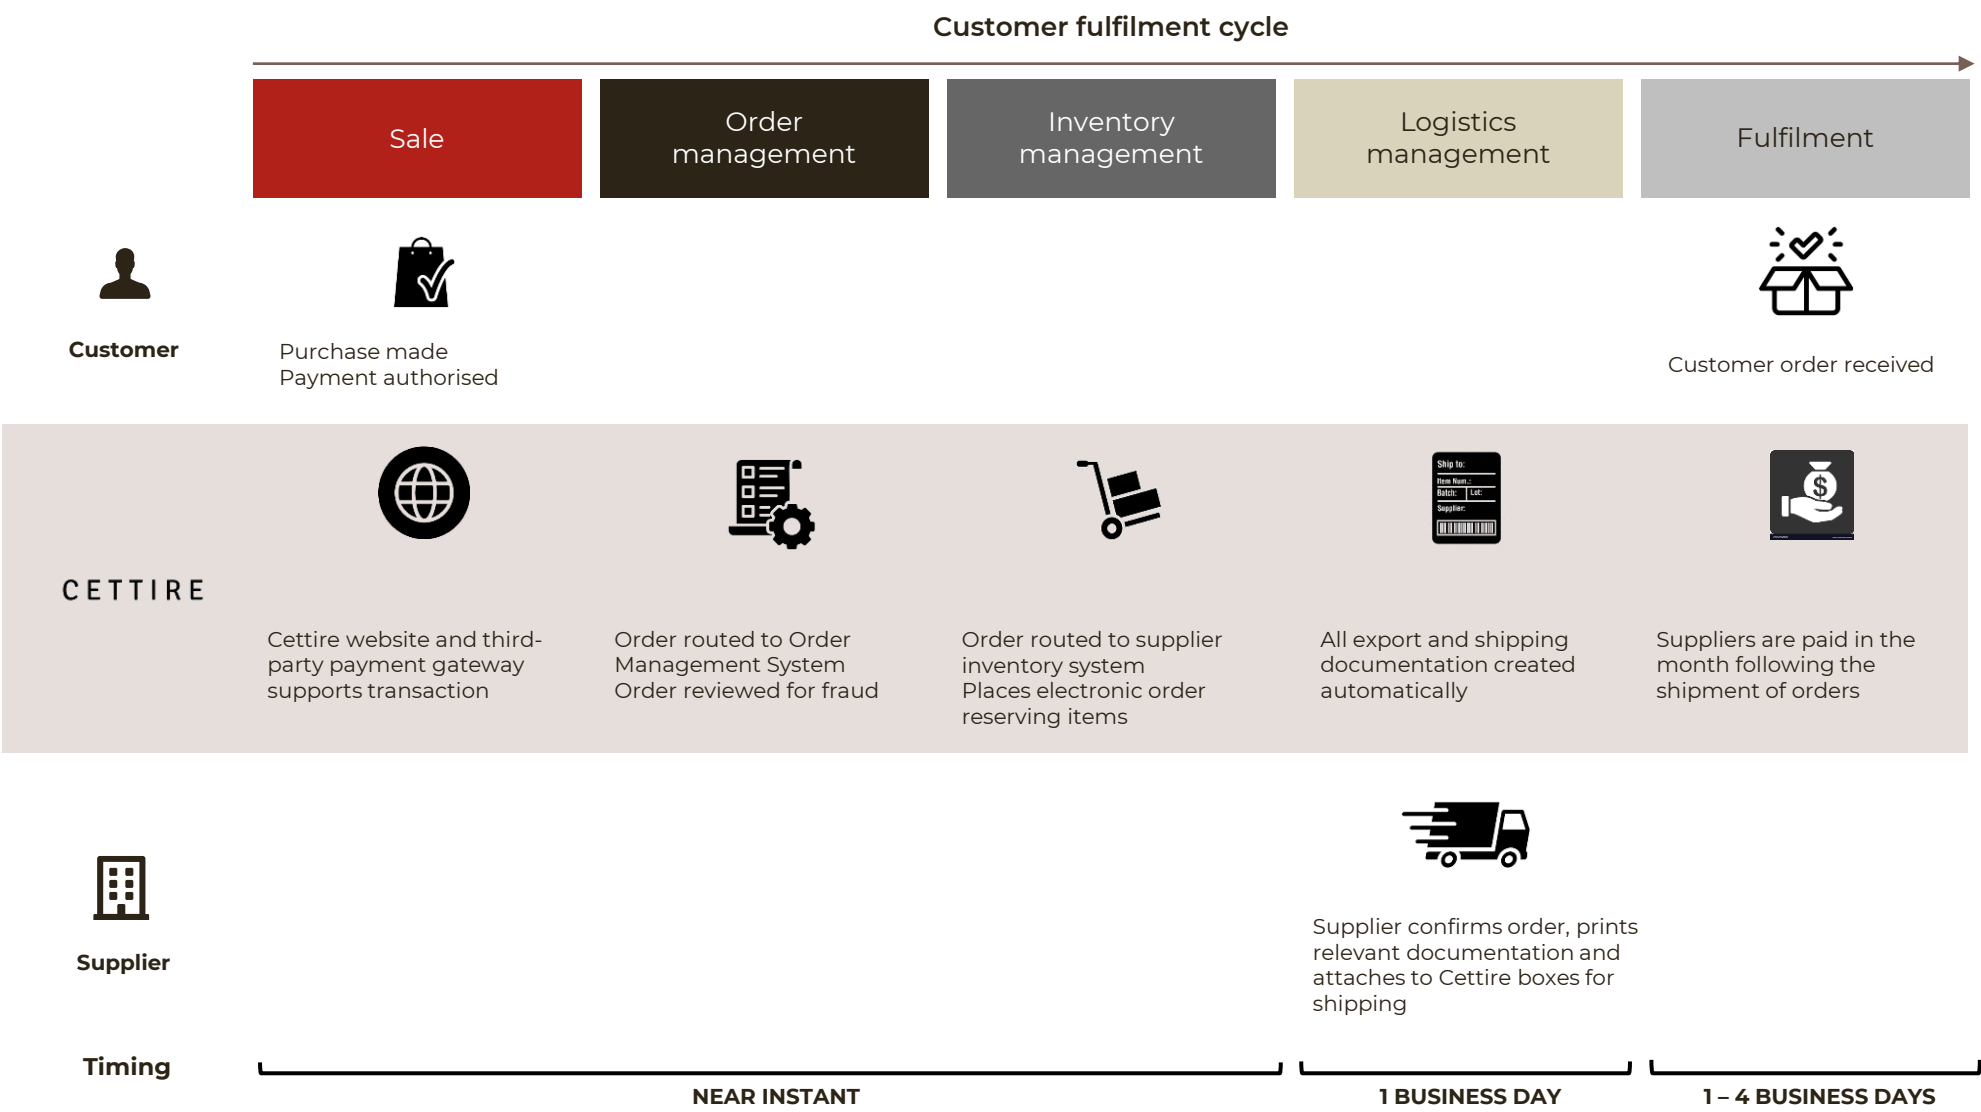 Customer fulfilment cycle
Sale
Order
management
Inventory
management
Logistics
management
Fulfilment
Customer
Purchase made
Payment authorised
Customer order received
CETTIRE
Ship to:
Item Num.:
Batch:
Lot:
Supplier:
Cettire website and third-
party payment gateway
supports transaction
Order routed to Order
Management System
Order reviewed for fraud
Order routed to supplier
inventory system
Places electronic order
reserving items
All export and shipping
documentation created
automatically
$
Suppliers are paid in the
month following the
shipment of orders
Supplier
Supplier confirms order, prints
relevant documentation and
attaches to Cettire boxes for
shipping
Timing
NEAR INSTANT
1 BUSINESS DAY
1 – 4 BUSINESS DAYS